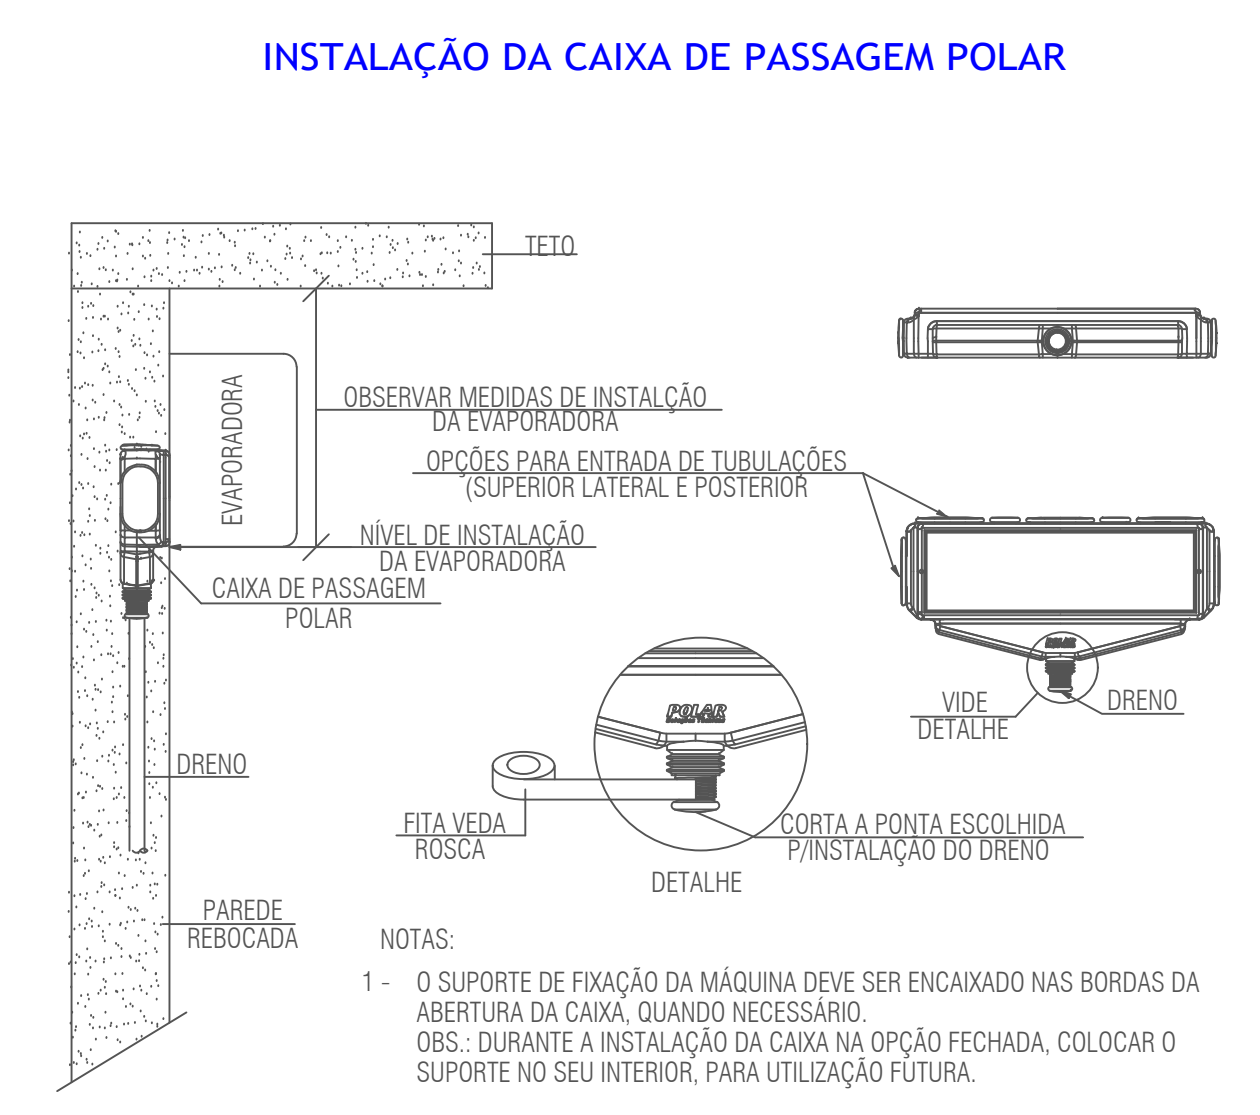 INSTALAÇÃO DA CAIXA DE PASSAGEM POLAR
TETO
EVAPORADORA
OBSERVAR MEDIDAS DE INSTALÇÃO
DA EVAPORADORA
OPÇÕES PARA ENTRADA DE TUBULAÇÕES
(SUPERIOR LATERAL E POSTERIOR
NÍVEL DE INSTALAÇÃO
DA EVAPORADORA
CAIXA DE PASSAGEM
POLAR
POLAR
VIDE
DETALHE
DRENO
POLAR
DRENO
FITA VEDA
ROSCA
CORTA A PONTA ESCOLHIDA
P/INSTALAÇÃO DO DRENO
DETALHE
PAREDE
REBOCADA
NOTAS:
1 - O SUPORTE DE FIXAÇÃO DA MÁQUINA DEVE SER ENCAIXADO NAS BORDAS DA
ABERTURA DA CAIXA, QUANDO NECESSÁRIO.
OBS.: DURANTE A INSTALAÇÃO DA CAIXA NA OPÇÃO FECHADA, COLOCAR O
SUPORTE NO SEU INTERIOR, PARA UTILIZAÇÃO FUTURA.